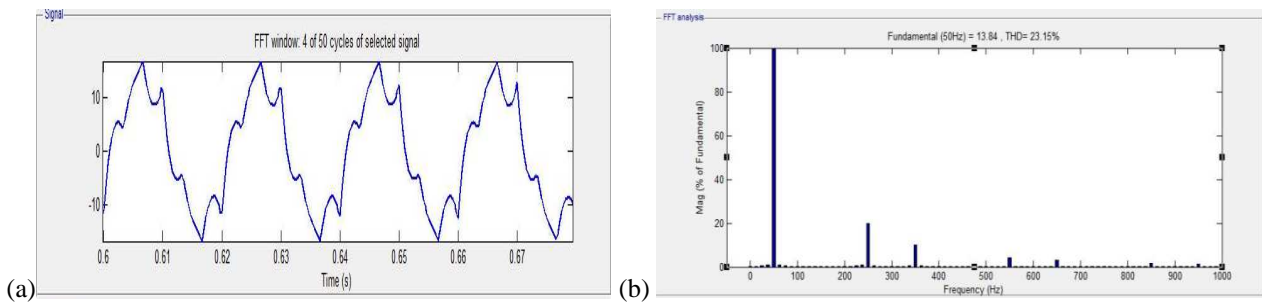 Signal
FFT window: 4 of 50 cycles of selected signal
10
0
-10
0.6 0.61 0.62 0.63 0.64 0.65 0.66 0.67
Time (s)
(a)
FFT analysis
Fundamental (50Hz) = 13.84 , THD= 23.15%
100
80
60
40
20
0
Mag (% of Fundamental)
0 100 200 300 400 500 600 700 800 900 1000
Frequency (Hz)
(b)